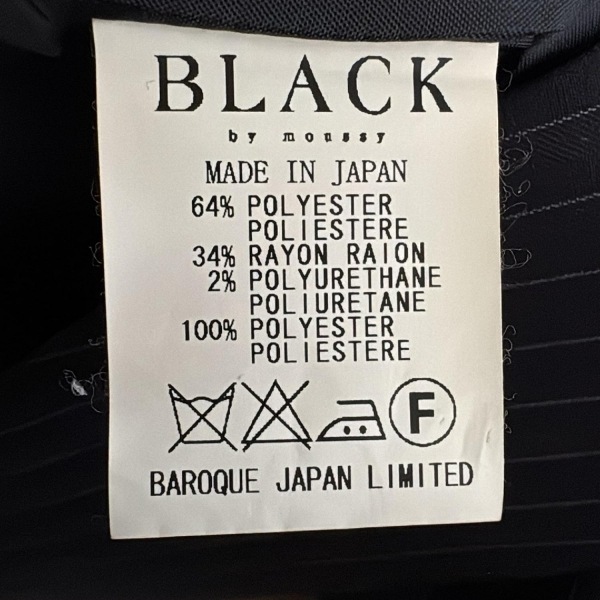 BLACK
by moussy
MADE IN JAPAN
64% POLYESTER
POLIESTERE
34% RAYON RAION
2% POLYURETHANE
POLIURETANE
100% POLYESTER
POLIESTERE
F
BAROQUE JAPAN LIMITED